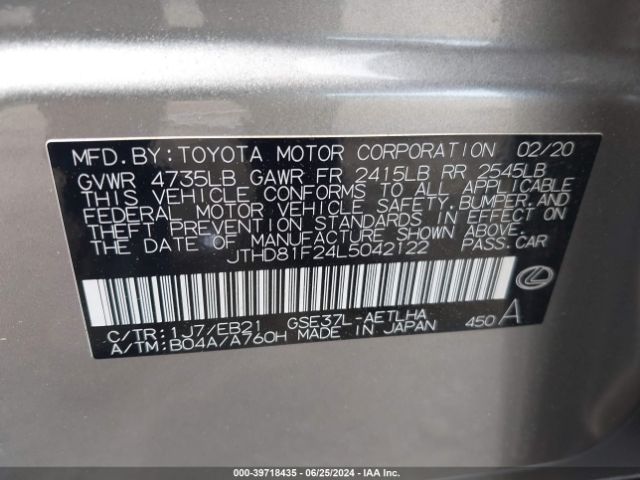 MFD.BY:TOYOTA MOTOR CORPORATION 02/20
GVWR 4735LB GAWR FR 2415LB RR 2545LB
THIS VEHICLE CONFORMS TO ALL APPLICABLE
FEDERAL MOTOR VEHICLE SAFETY,BUMPER,AND
THEFT PREVENTION STANDARDS IN EFFECT ON
THE DATE OF MANUFACTURE SHOWN ABOVE.
JTHD81F24L5042122 PASS.CAR
C/TR:1J7/EB21 GSE37L-AETLHA
A/TM:B04A/A760H MADE IN JAPAN 450 A
000-39718435 - 06/25/2024 - IAAI.com